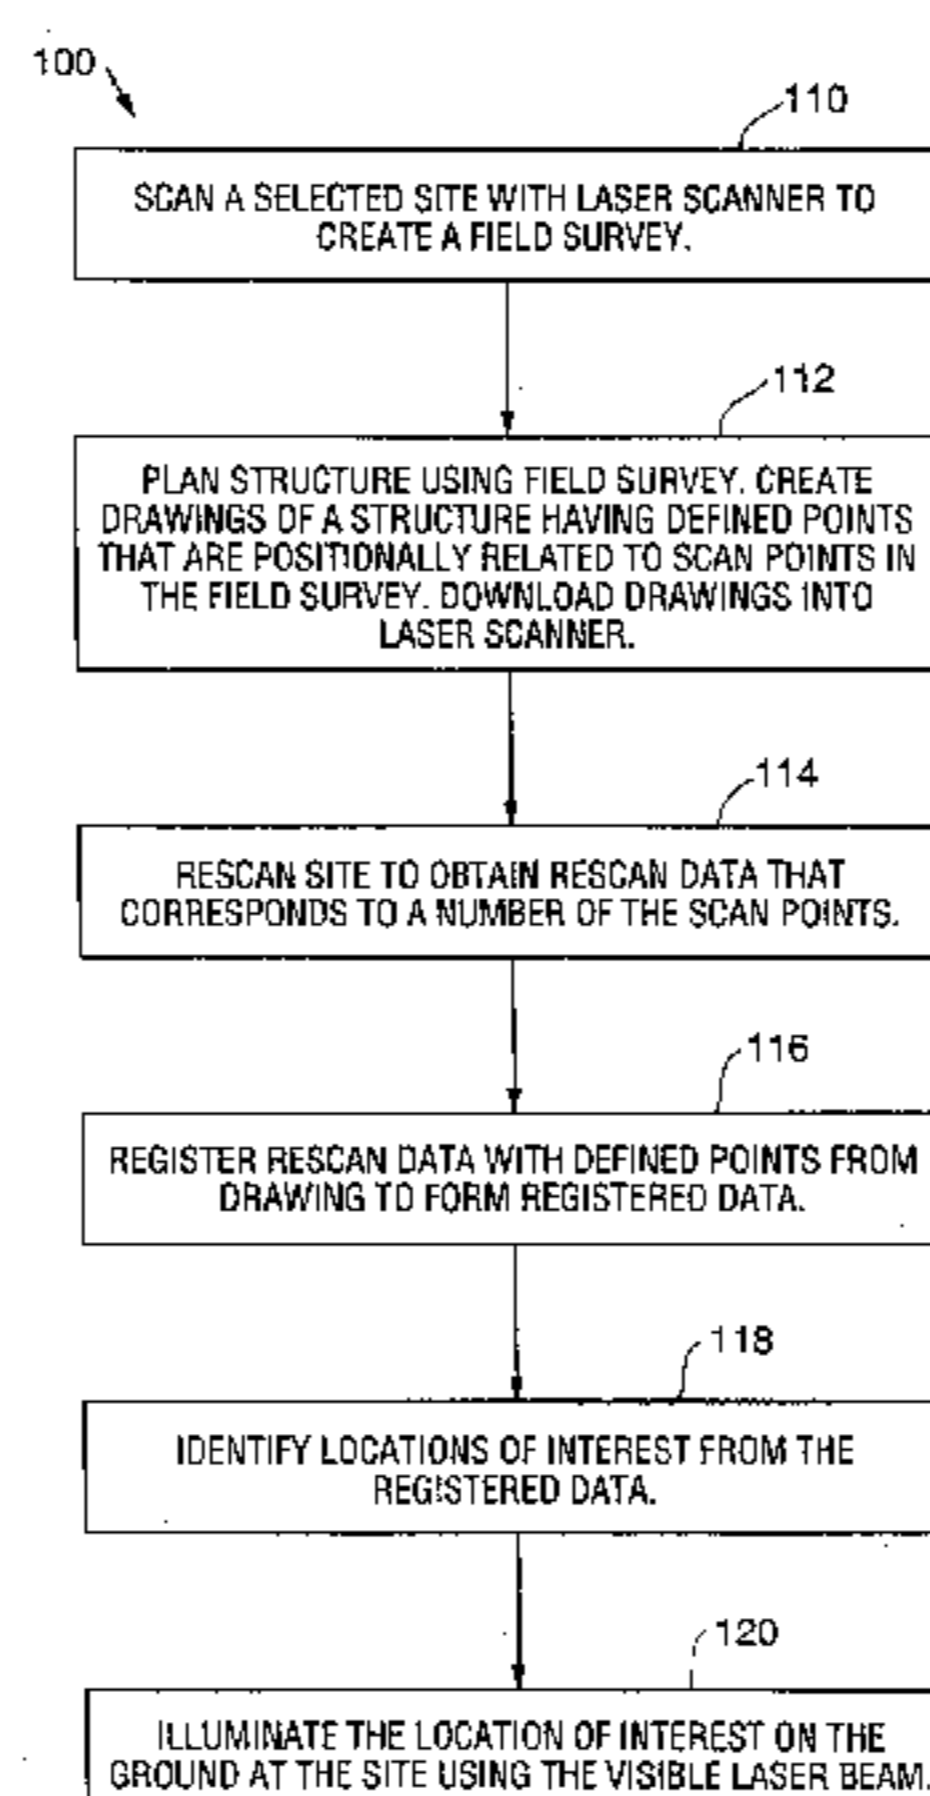 100
110
SCAN A SELECTED SITE WITH LASER SCANNER TO
CREATE A FIELD SURVEY.
112
PLAN STRUCTURE USING FIELD SURVEY. CREATE
DRAWINGS OF A STRUCTURE HAVING DEFINED POINTS
THAT ARE POSITIONALLY RELATED TO SCAN POINTS IN
THE FIELD SURVEY. DOWNLOAD DRAWINGS INTO
LASER SCANNER.
114
RESCAN SITE TO OBTAIN RESCAN DATA THAT
CORRESPONDS TO A NUMBER OF THE SCAN POINTS.
116
REGISTER RESCAN DATA WITH DEFINED POINTS FROM
DRAWING TO FORM REGISTERED DATA.
118
IDENTIFY LOCATIONS OF INTEREST FROM THE
REGISTERED DATA.
120
ILLUMINATE THE LOCATION OF INTEREST ON THE
GROUND AT THE SITE USING THE VISIBLE LASER BEAM.